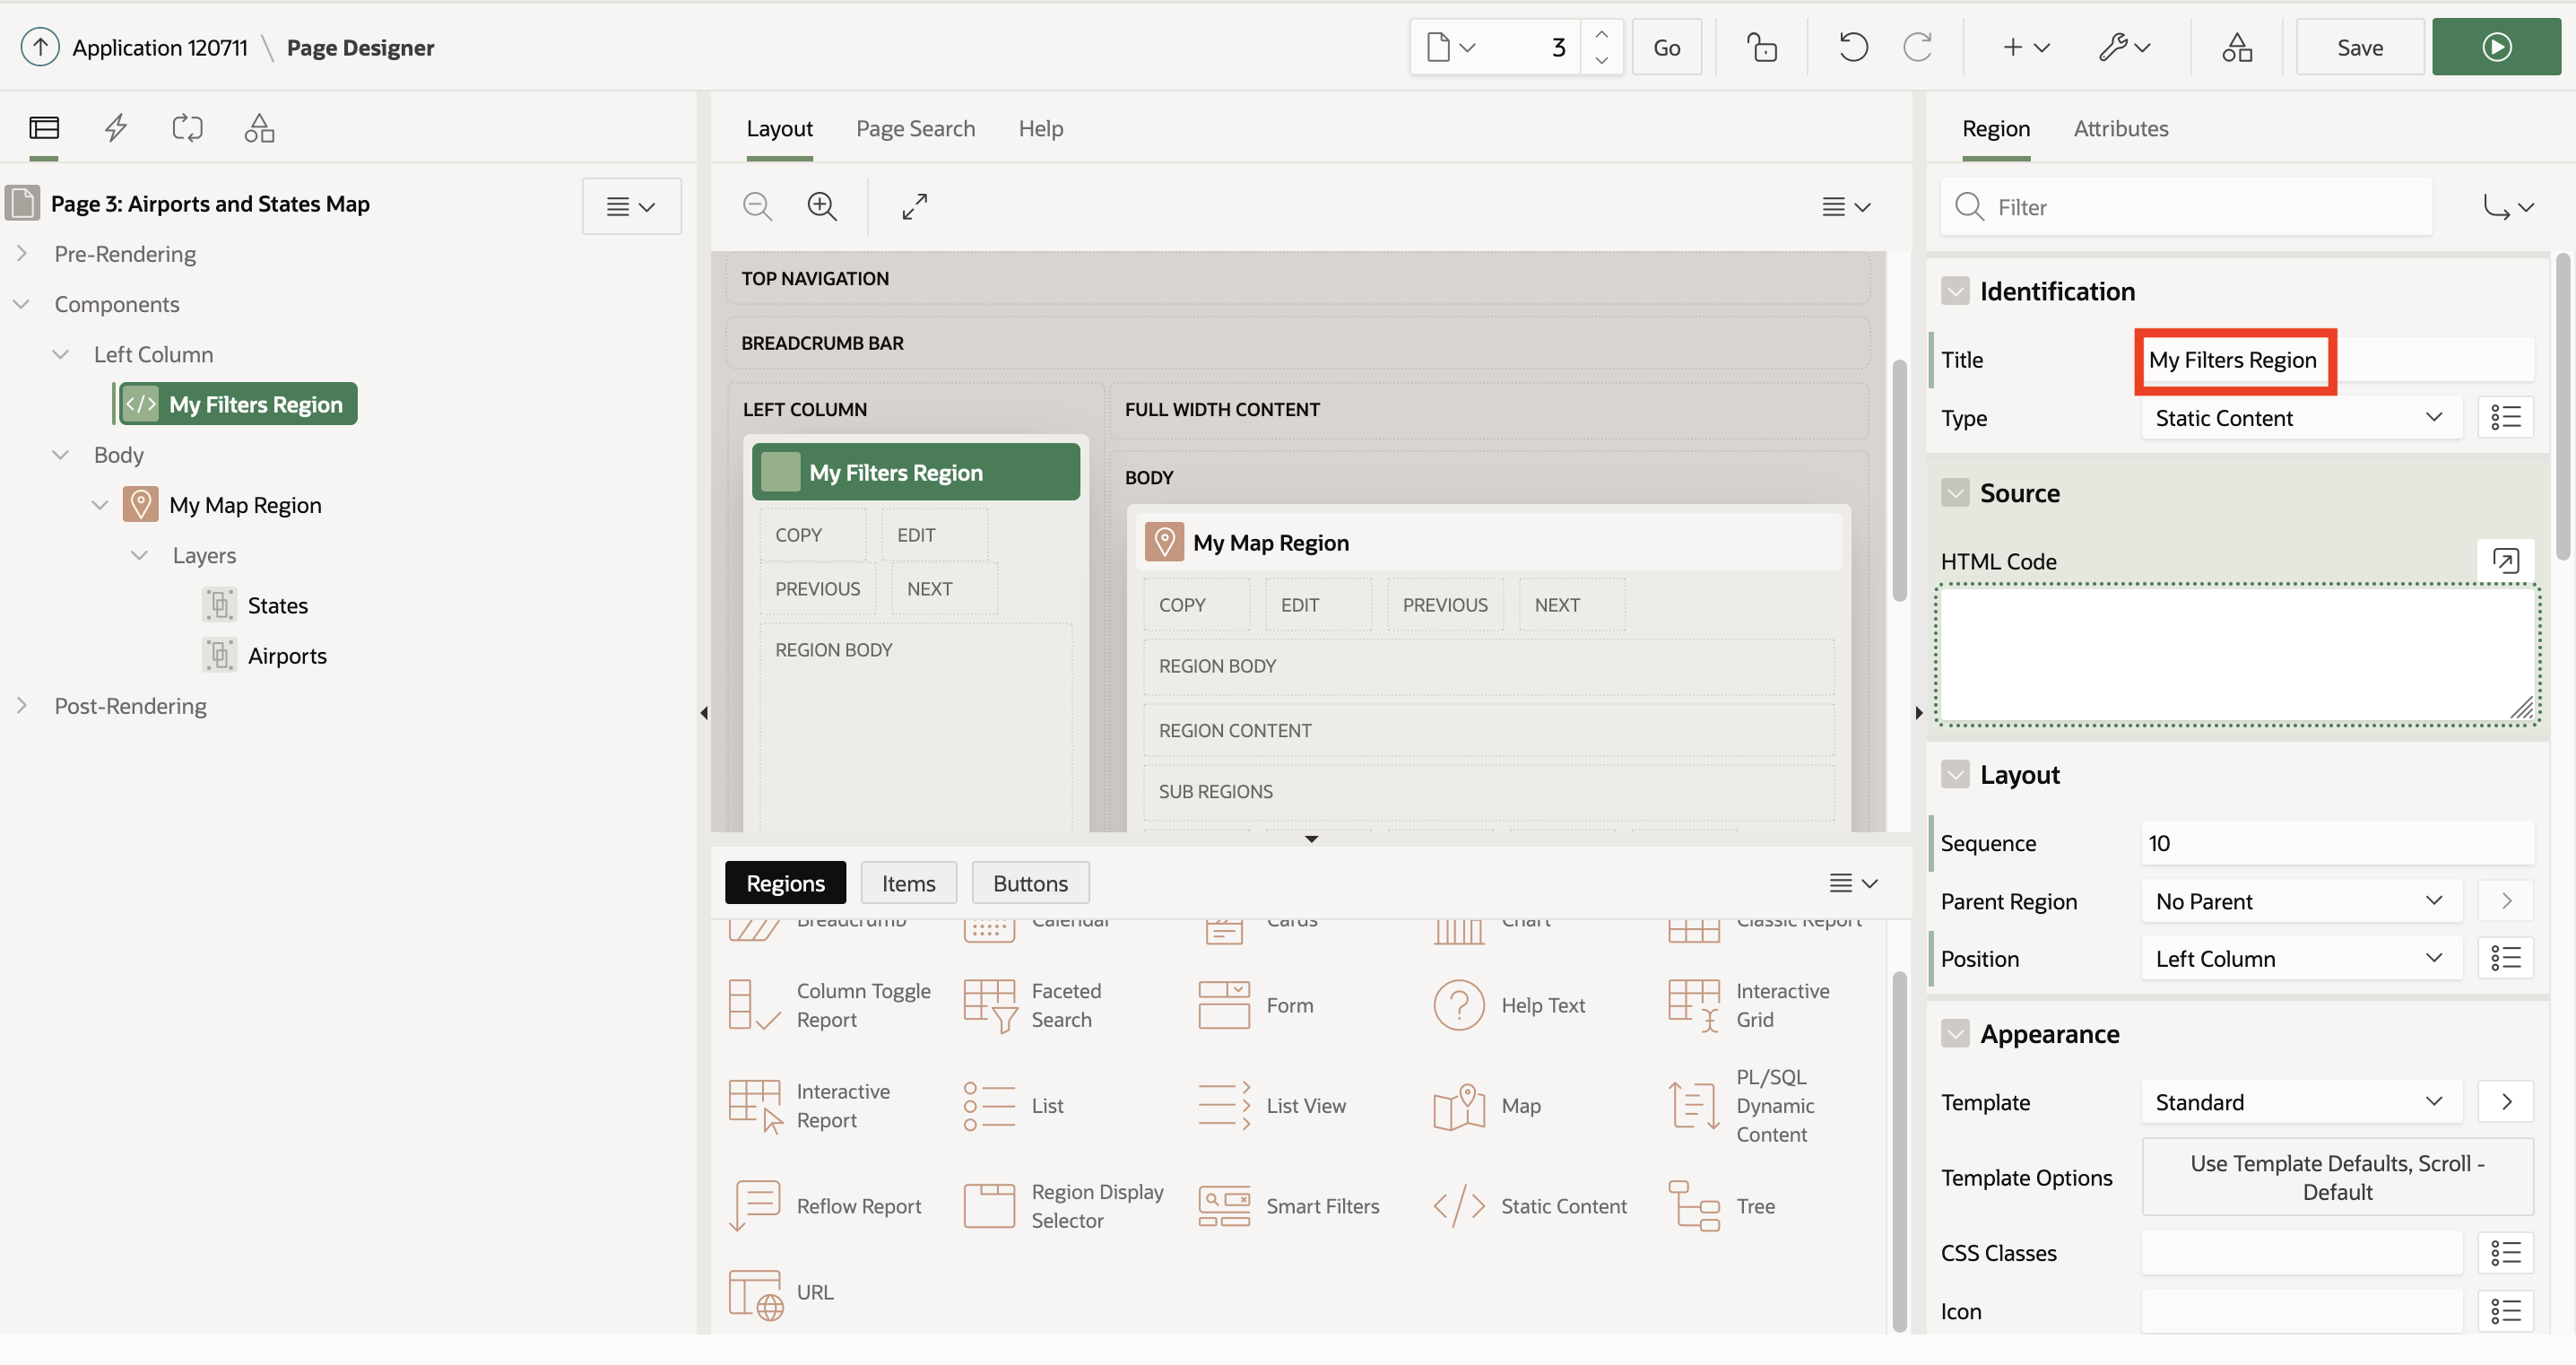 Application 120711 \ Page Designer
3
Go
Save
Page 3: Airports and States Map
Pre-Rendering
Components
Left Column
</> My Filters Region
Body
My Map Region
Layers
States
Airports
Post-Rendering
Layout Page Search Help
TOP NAVIGATION
BREADCRUMB BAR
LEFT COLUMN
My Filters Region
COPY EDIT
PREVIOUS NEXT
REGION BODY
FULL WIDTH CONTENT
BODY
My Map Region
COPY EDIT PREVIOUS NEXT
REGION BODY
REGION CONTENT
SUB REGIONS
Regions Items Buttons
Breadcrumb Calendar Cards Chart Classic Report
Column Toggle
Report
Faceted
Search
Form
Help Text
Interactive
Grid
Interactive
Report
List
List View
Map
PL/SQL
Dynamic
Content
Reflow Report
Region Display
Selector
Smart Filters
Static Content
Tree
URL
Region Attributes
Filter
Identification
Title My Filters Region
Type Static Content
Source
HTML Code
Layout
Sequence 10
Parent Region No Parent
Position Left Column
Appearance
Template Standard
Template Options Use Template Defaults, Scroll -
Default
CSS Classes
Icon